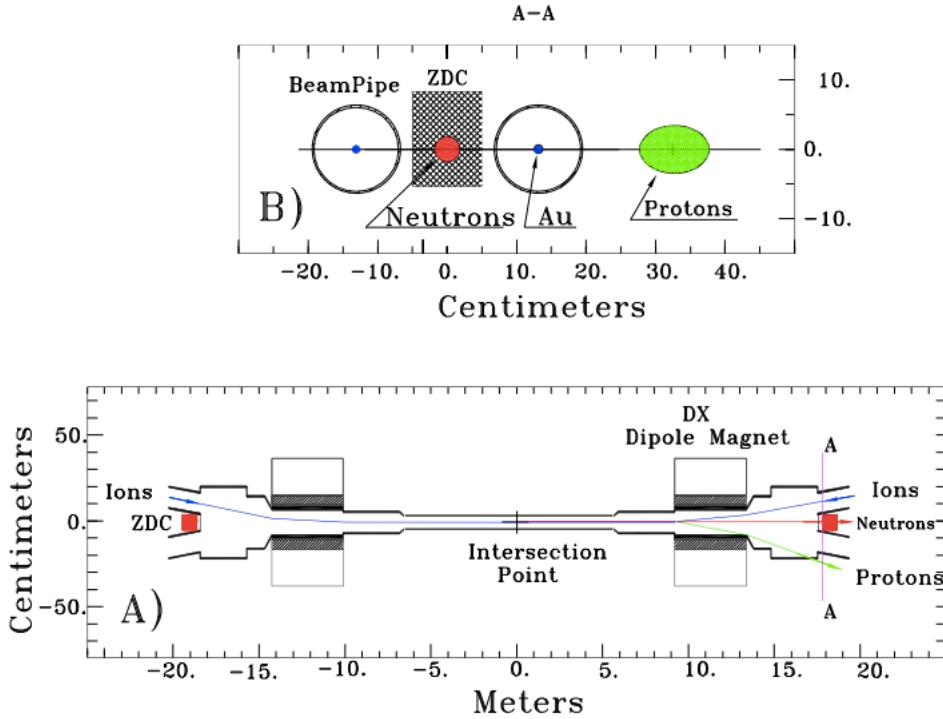 A-A
BeamPipe
ZDC
10.
0.
-10.
B)
Neutrons
Au
Protons
-20. -10. 0. 10. 20. 30. 40.
Centimeters
Centimeters
50.
0.
-50.
DX
Dipole Magnet
A
Ions
Ions
ZDC
Neutrons
Intersection
Point
Protons
A)
A
-20. -15. -10. -5. 0. 5. 10. 15. 20.
Meters